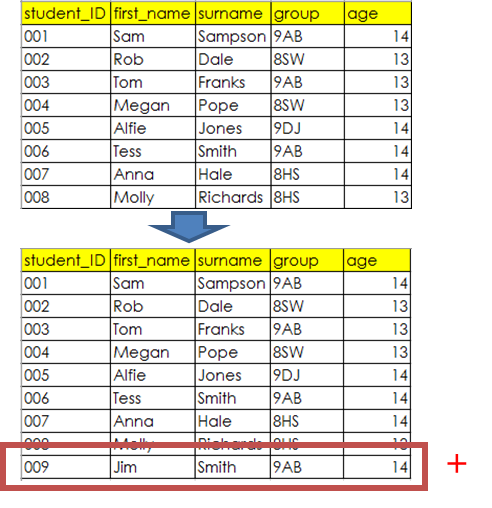 student_ID first_name surname group age
001 Sam Sampson 9AB 14
002 Rob Dale 8SW 13
003 Tom Franks 9AB 13
004 Megan Pope 8SW 13
005 Alfie Jones 9DJ 14
006 Tess Smith 9AB 14
007 Anna Hale 8HS 14
008 Molly Richards 8HS 13
student_ID first_name surname group age
001 Sam Sampson 9AB 14
002 Rob Dale 8SW 13
003 Tom Franks 9AB 13
004 Megan Pope 8SW 13
005 Alfie Jones 9DJ 14
006 Tess Smith 9AB 14
007 Anna Hale 8HS 14
008 Molly Richards 8HS 13
009 Jim Smith 9AB 14 +